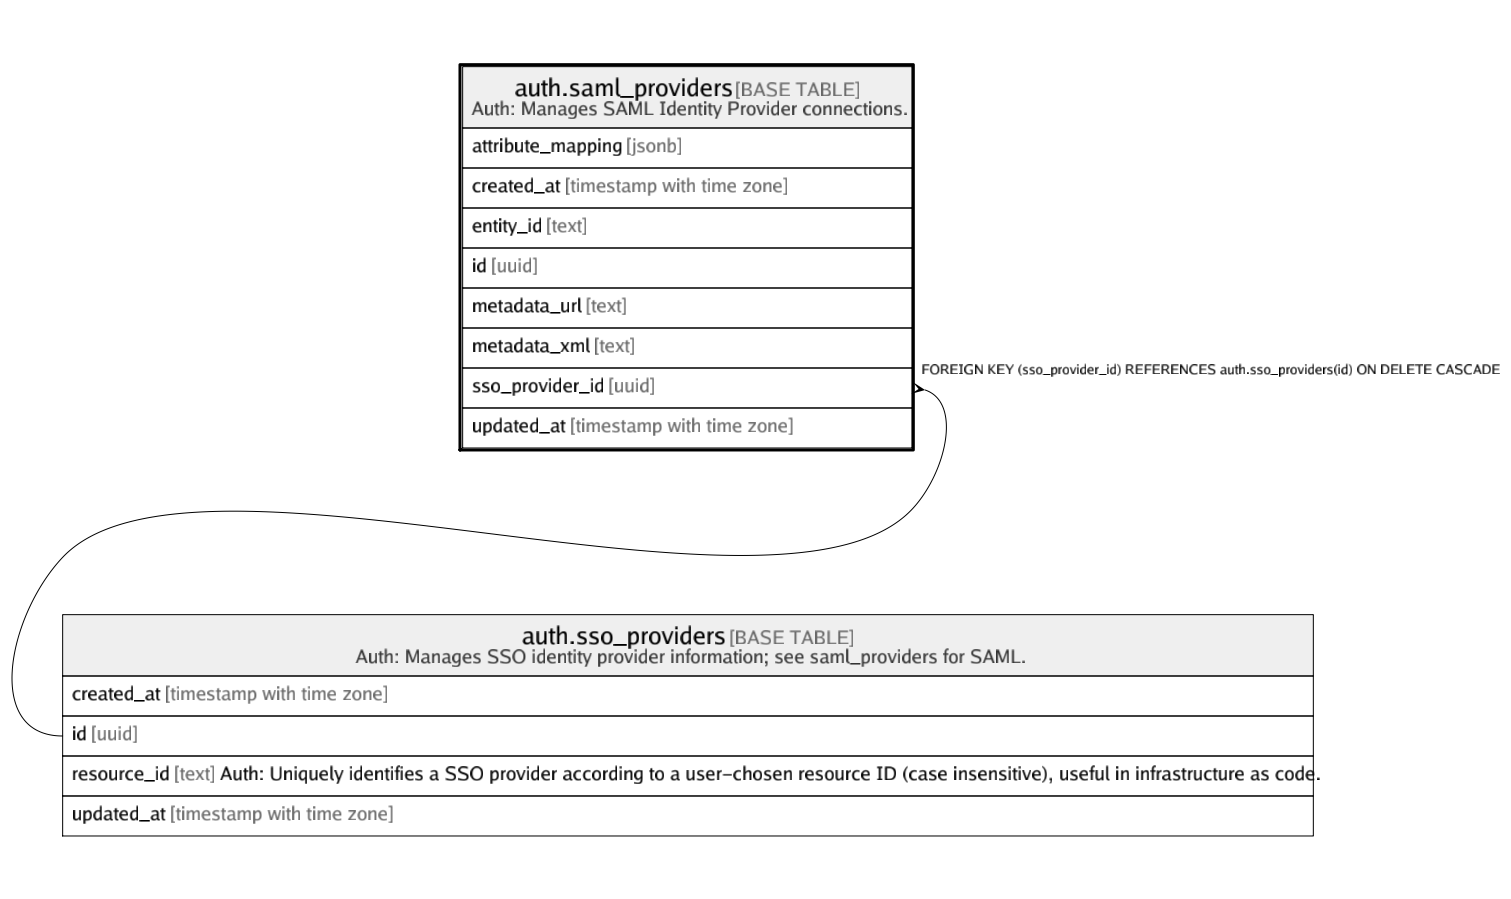 auth.saml_providers [BASE TABLE]
Auth: Manages SAML Identity Provider connections.
attribute_mapping [jsonb]
created_at [timestamp with time zone]
entity_id [text]
id [uuid]
metadata_url [text]
metadata_xml [text]
FOREIGN KEY (sso_provider_id) REFERENCES auth.sso_providers(id) ON DELETE CASCADE
sso_provider_id [uuid]
updated_at [timestamp with time zone]
auth.sso_providers [BASE TABLE]
Auth: Manages SSO identity provider information; see saml_providers for SAML.
created_at [timestamp with time zone]
id [uuid]
resource_id [text] Auth: Uniquely identifies a SSO provider according to a user-chosen resource ID (case insensitive), useful in infrastructure as code.
updated_at [timestamp with time zone]